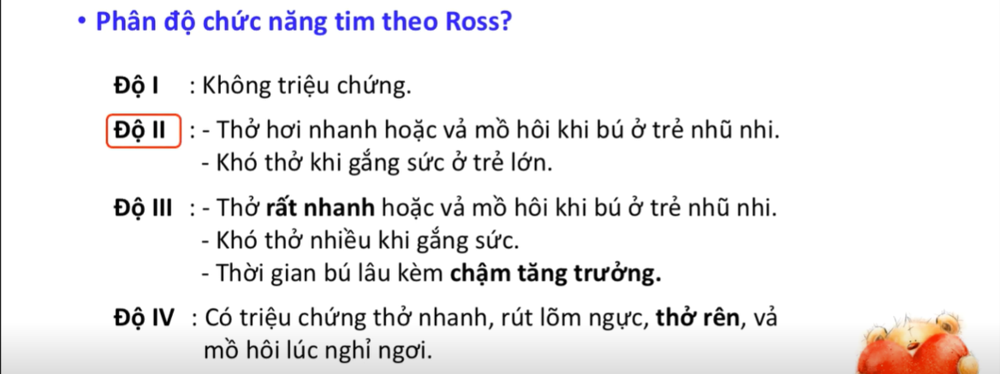 • Phân độ chức năng tim theo Ross?
Độ I : Không triệu chứng.
Độ II : - Thở hơi nhanh hoặc vả mồ hôi khi bú ở trẻ nhũ nhi.
- Khó thở khi gắng sức ở trẻ lớn.
Độ III : - Thở rất nhanh hoặc vả mồ hôi khi bú ở trẻ nhũ nhi.
- Khó thở nhiều khi gắng sức.
- Thời gian bú lâu kèm chậm tăng trưởng.
Độ IV : Có triệu chứng thở nhanh, rút lõm ngực, thở rên, vả
mồ hôi lúc nghỉ ngơi.